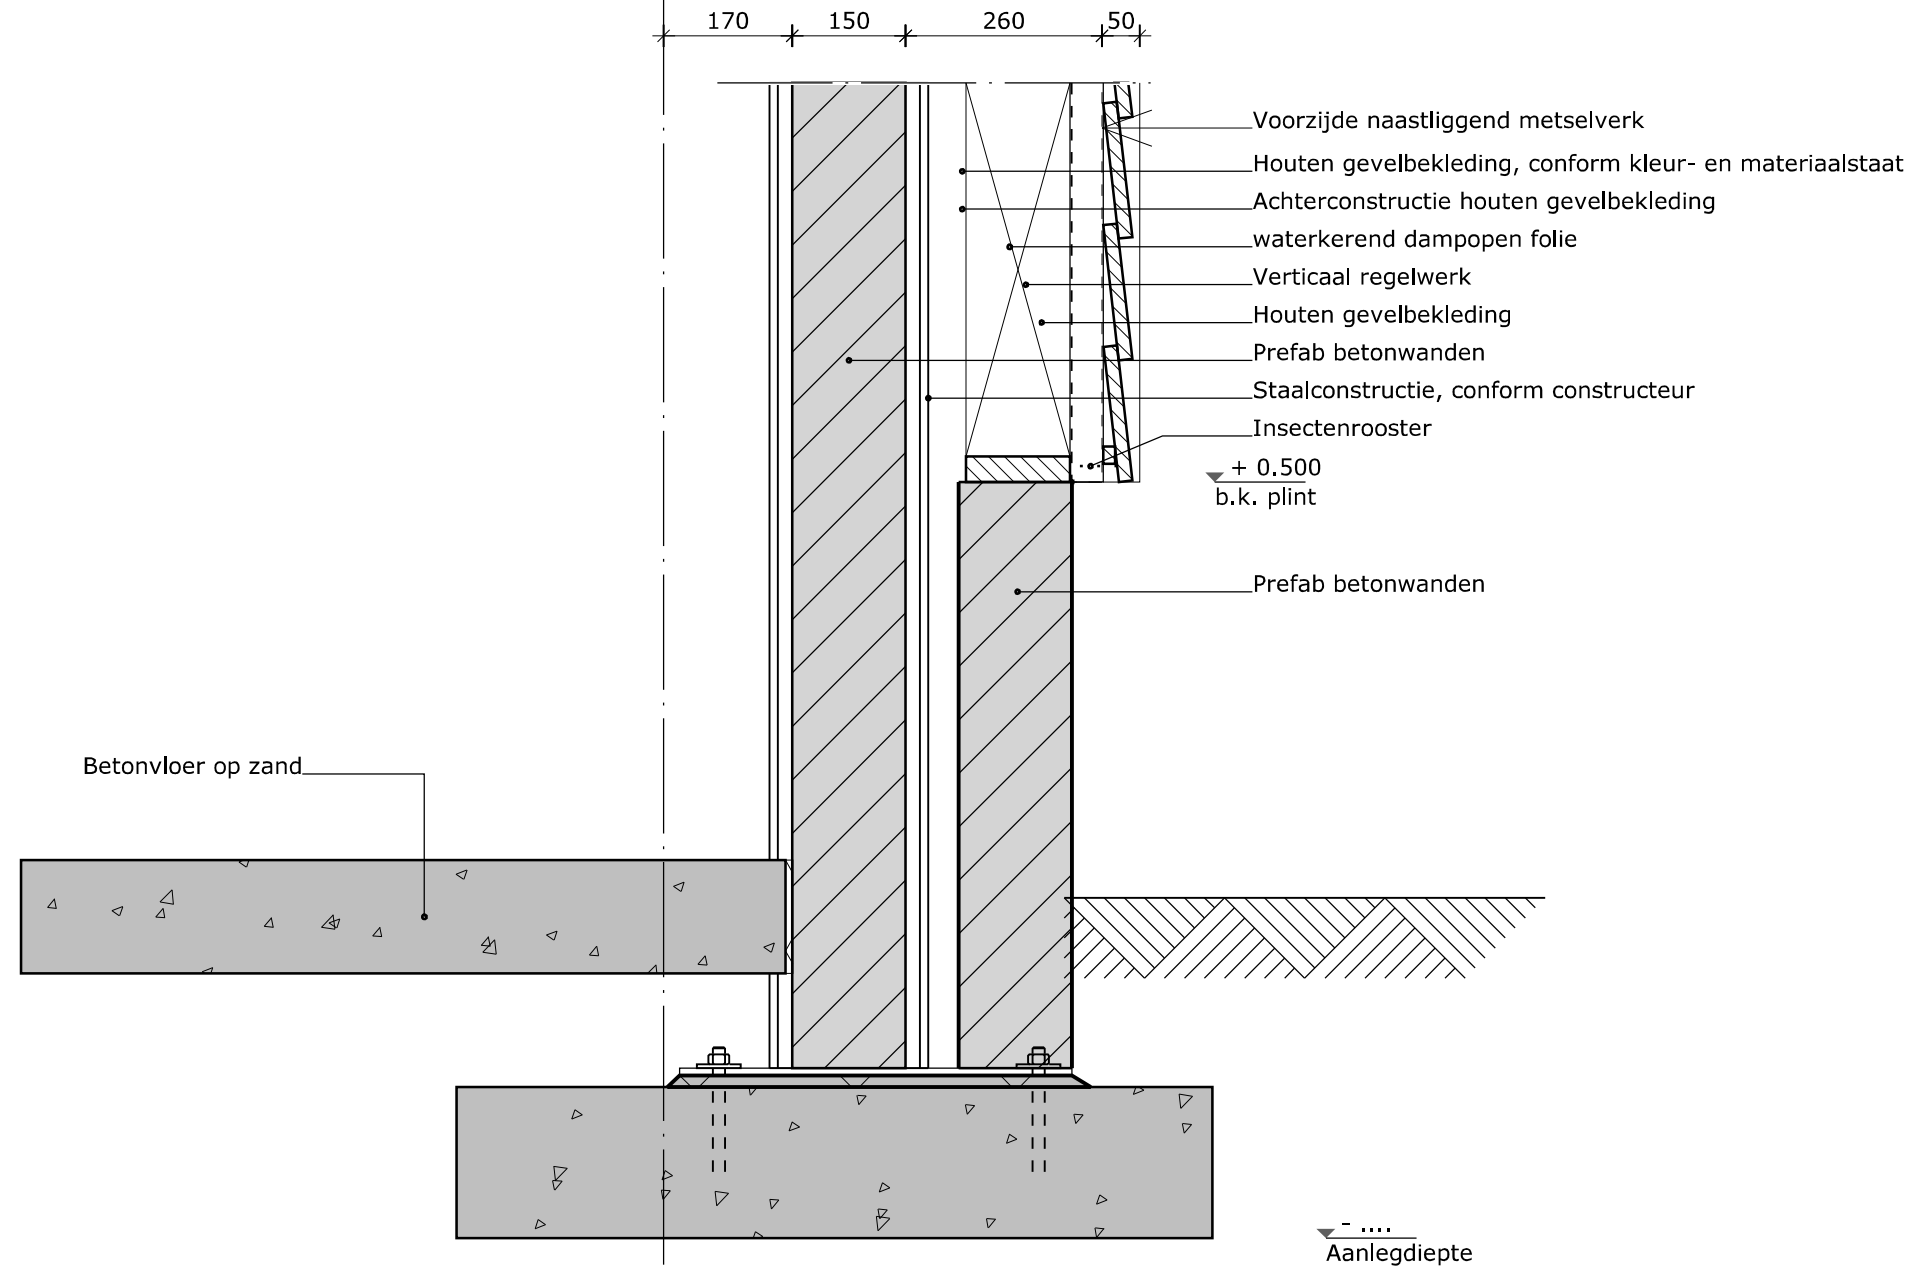 170 150 260 50
Voorzijde naastliggend metselverk
Houten gevelbekleding, conform kleur- en materiaalstaat
Achterconstructie houten gevelbekleding
waterkerend dampopen folie
Verticaal regelwerk
Houten gevelbekleding
Prefab betonwanden
Staalconstructie, conform constructeur
Insectenrooster
+ 0.500
b.k. plint
Prefab betonwanden
Betonvloer op zand
- ....
Aanlegdiepte